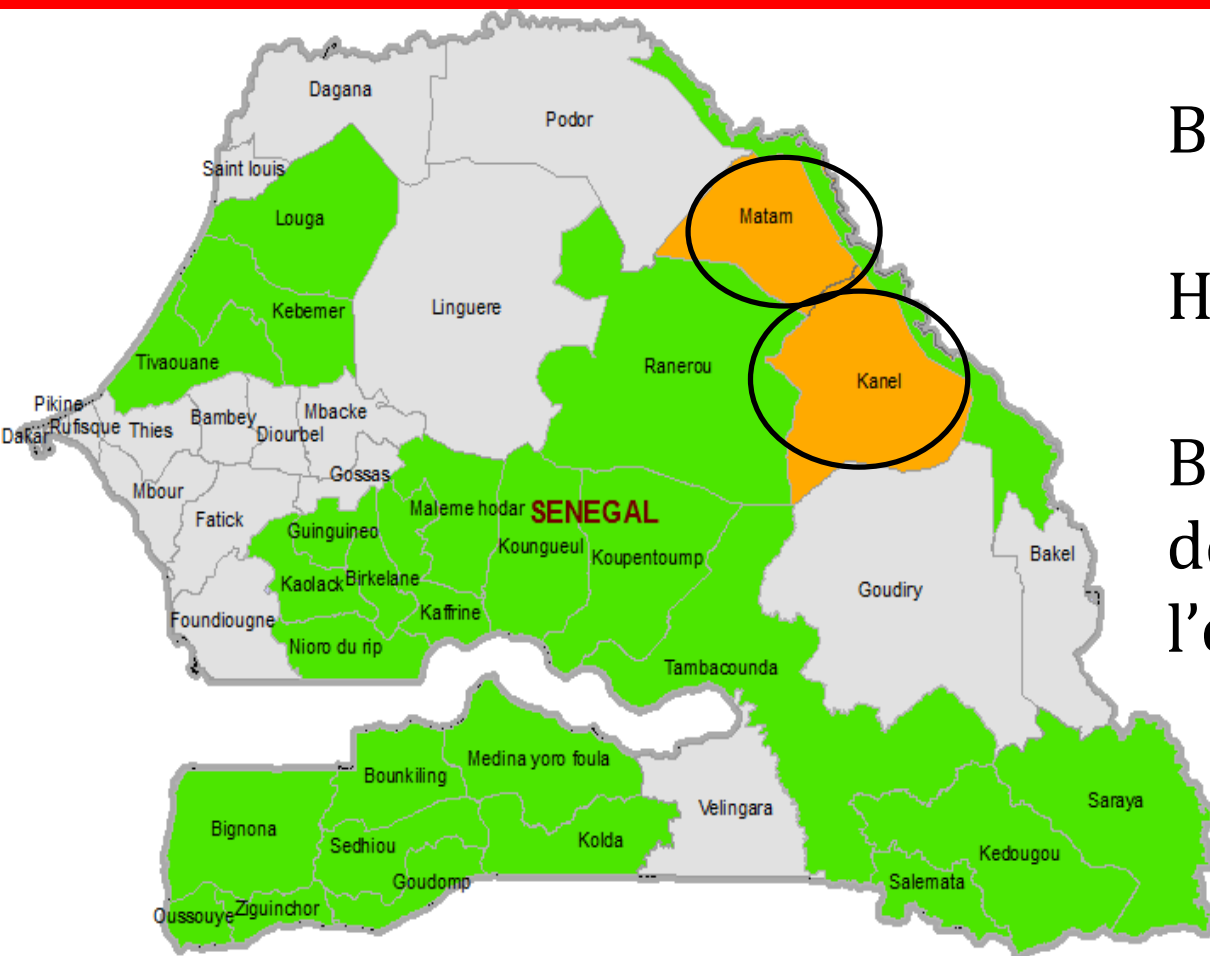 Dagana
Podor
Saint louis
Louga
Matam
Kebemer
Linguere
Tivaouane
Ranerou
Kanel
Pikine
Dakar
Rufisque
Thies
Bambey
Diourbel
Mbacke
Gossas
Mbour
Fatick
Guinguineo
Maleme hodar
SENEGAL
Koungueul
Koupentoump
Bakel
Goudiry
Kaolack
Birkelane
Kaffrine
Foundiougne
Nioro du rip
Tambacounda
Medina yoro foula
Bounkiling
Velingara
Saraya
Bignona
Sedhiou
Kolda
Kedougou
Goudomp
Salemata
Oussouye
Ziguinchor
B
H
B